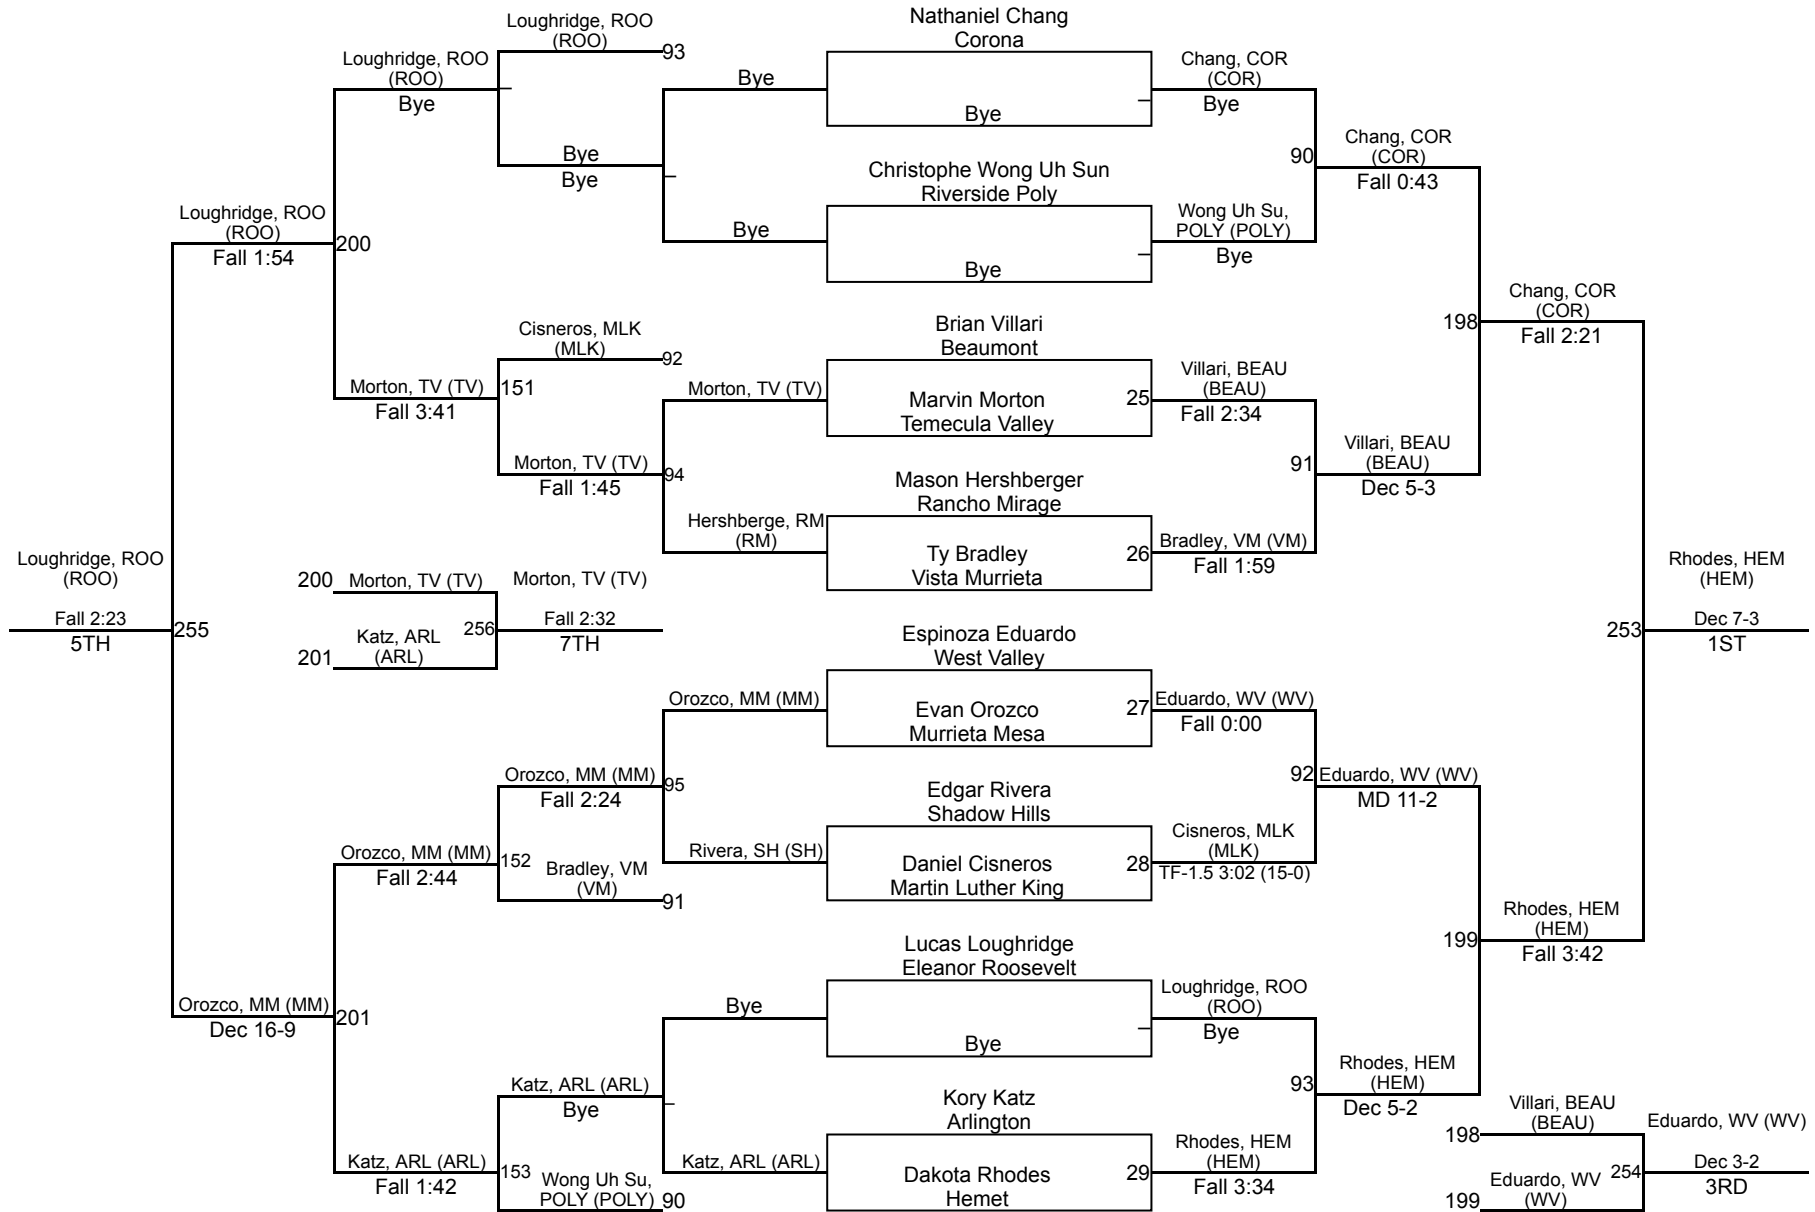 Loughridge, ROO
(ROO)
93
Loughridge, ROO
(ROO)
Bye
Bye
Bye
Bye
Bye
Loughridge, ROO
(ROO)
Fall 1:54
200
Cisneros, MLK
(MLK)
92
Morton, TV (TV)
Fall 3:41
151
Morton, TV (TV)
Fall 1:45
94
Morton, TV (TV)
Hershberge, RM
(RM)
Loughridge, ROO
(ROO)
Fall 2:23
5TH
255
200
Morton, TV (TV)
201
Katz, ARL
(ARL)
256
Morton, TV (TV)
Fall 2:32
7TH
Orozco, MM (MM)
Orozco, MM (MM)
Fall 2:24
95
Rivera, SH (SH)
Orozco, MM (MM)
Fall 2:44
152
Bradley, VM
(VM)
91
Orozco, MM (MM)
Dec 16-9
201
Bye
Katz, ARL (ARL)
Bye
Katz, ARL (ARL)
Katz, ARL (ARL)
Fall 1:42
153
Wong Uh Su,
POLY (POLY)
90
Nathaniel Chang
Corona
Bye
Christophe Wong Uh Sun
Riverside Poly
Bye
Brian Villari
Beaumont
Marvin Morton
Temecula Valley
25
Mason Hershberger
Rancho Mirage
Ty Bradley
Vista Murrieta
26
Espinoza Eduardo
West Valley
Evan Orozco
Murrieta Mesa
27
Edgar Rivera
Shadow Hills
Daniel Cisneros
Martin Luther King
28
Lucas Loughridge
Eleanor Roosevelt
Bye
Kory Katz
Arlington
Dakota Rhodes
Hemet
29
Chang, COR
(COR)
Bye
90
Wong Uh Su,
POLY (POLY)
Bye
Chang, COR
(COR)
Fall 0:43
Villari, BEAU
(BEAU)
Fall 2:34
91
Bradley, VM (VM)
Fall 1:59
Villari, BEAU
(BEAU)
Dec 5-3
198
Chang, COR
(COR)
Fall 2:21
Eduardo, WV (WV)
Fall 0:00
92
Cisneros, MLK
(MLK)
TF-1.5 3:02 (15-0)
Eduardo, WV (WV)
MD 11-2
Loughridge, ROO
(ROO)
Bye
93
Rhodes, HEM
(HEM)
Fall 3:34
Rhodes, HEM
(HEM)
Dec 5-2
199
Rhodes, HEM
(HEM)
Fall 3:42
253
Rhodes, HEM
(HEM)
Dec 7-3
1ST
Villari, BEAU
(BEAU)
198
Eduardo, WV
(WV)
199
254
Eduardo, WV (WV)
Dec 3-2
3RD